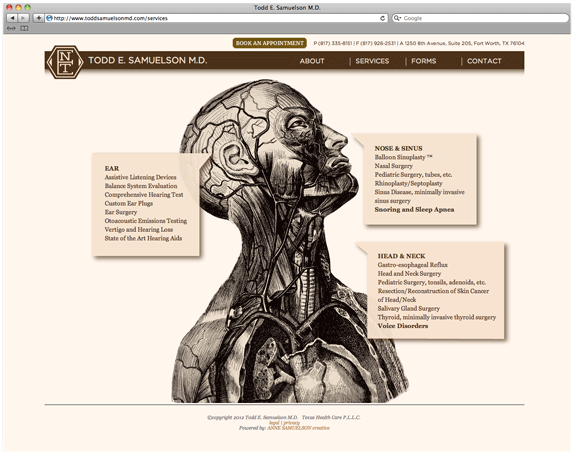 Todd E. Samuelson M.D.
http://www.toddsamuelsonmd.com/services
Google
BOOK AN APPOINTMENT
P (817) 335-8151 | F (817) 926-2531 | A 1250 8th Avenue, Suite 205, Fort Worth, TX 76104
N
E T
TODD E. SAMUELSON M.D.
ABOUT | SERVICES | FORMS | CONTACT
EAR
Assistive Listening Devices
Balance System Evaluation
Comprehensive Hearing Test
Custom Ear Plugs
Ear Surgery
Otoacoustic Emissions Testing
Vertigo and Hearing Loss
State of the Art Hearing Aids
NOSE & SINUS
Balloon Sinuplasty ™
Nasal Surgery
Pediatric Surgery, tubes, etc.
Rhinoplasty/Septoplasty
Sinus Disease, minimally invasive
sinus surgery
Snoring and Sleep Apnea
HEAD & NECK
Gastro-esophageal Reflux
Head and Neck Surgery
Pediatric Surgery, tonsils, adenoids, etc.
Resection/Reconstruction of Skin Cancer
of Head/Neck
Salivary Gland Surgery
Thyroid, minimally invasive thyroid surgery
Voice Disorders
©opyright 2012 Todd E. Samuelson M.D. Texas Health Care P.L.L.C.
legal | privacy
Powered by: ANNE SAMUELSON creative